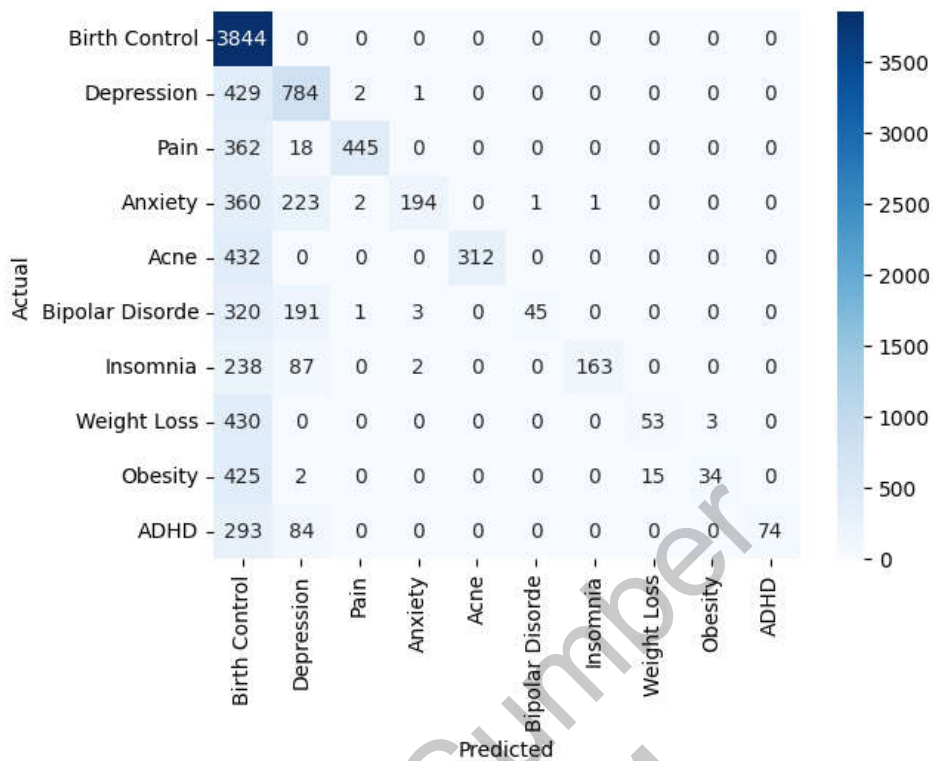 Birth Control 3844 0 0 0 0 0 0 0 0 0
Depression 429 784 2 1 0 0 0 0 0 0
Pain 362 18 445 0 0 0 0 0 0 0
Anxiety 360 223 2 194 0 1 1 0 0 0
Acne 432 0 0 0 312 0 0 0 0 0
Bipolar Disorde 320 191 1 3 0 45 0 0 0 0
Insomnia 238 87 0 2 0 0 163 0 0 0
Weight Loss 430 0 0 0 0 0 0 53 3 0
Obesity 425 2 0 0 0 0 0 15 34 0
ADHD 293 84 0 0 0 0 0 0 0 74
Actual
Birth Control
Depression
Pain
Anxiety
Acne
Bipolar Disorde
Insomnia
Weight Loss
Obesity
ADHD
Predicted
3500
3000
2500
2000
1500
1000
500
0